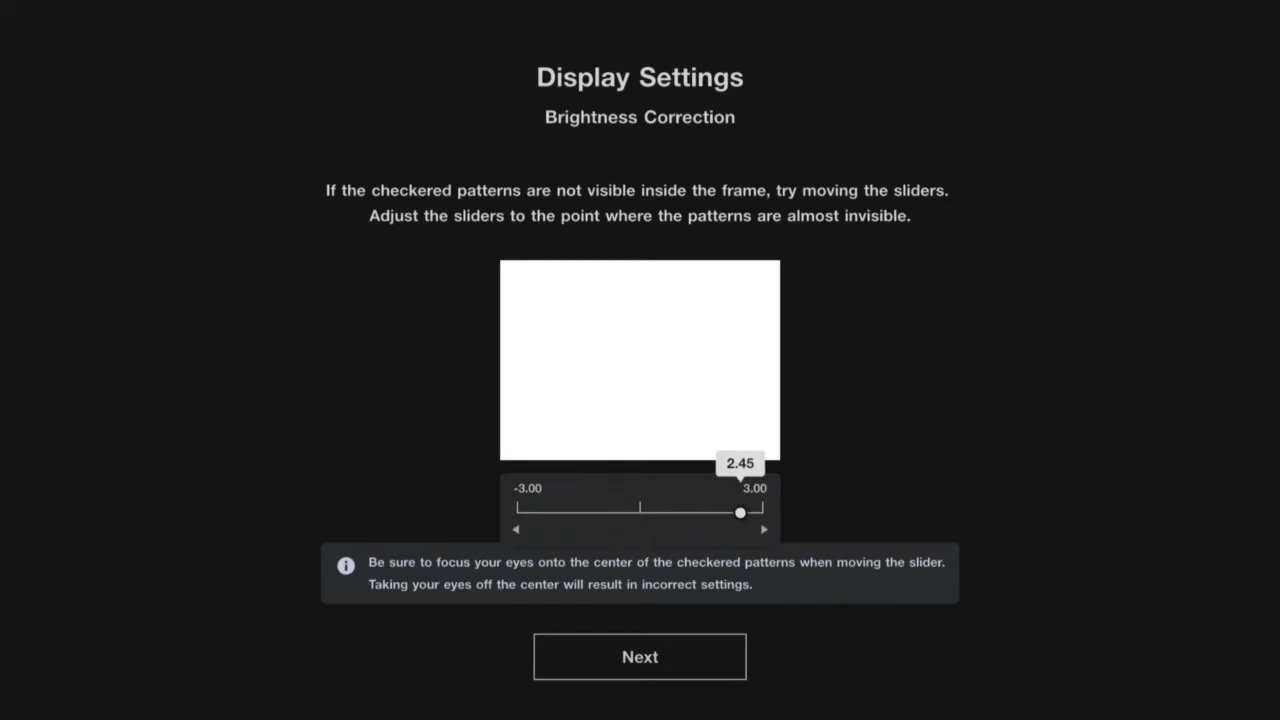 Display Settings
Brightness Correction
If the checkered patterns are not visible inside the frame, try moving the sliders.
Adjust the sliders to the point where the patterns are almost invisible.
2.45
-3.00 3.00
Be sure to focus your eyes onto the center of the checkered patterns when moving the slider.
Taking your eyes off the center will result in incorrect settings.
Next